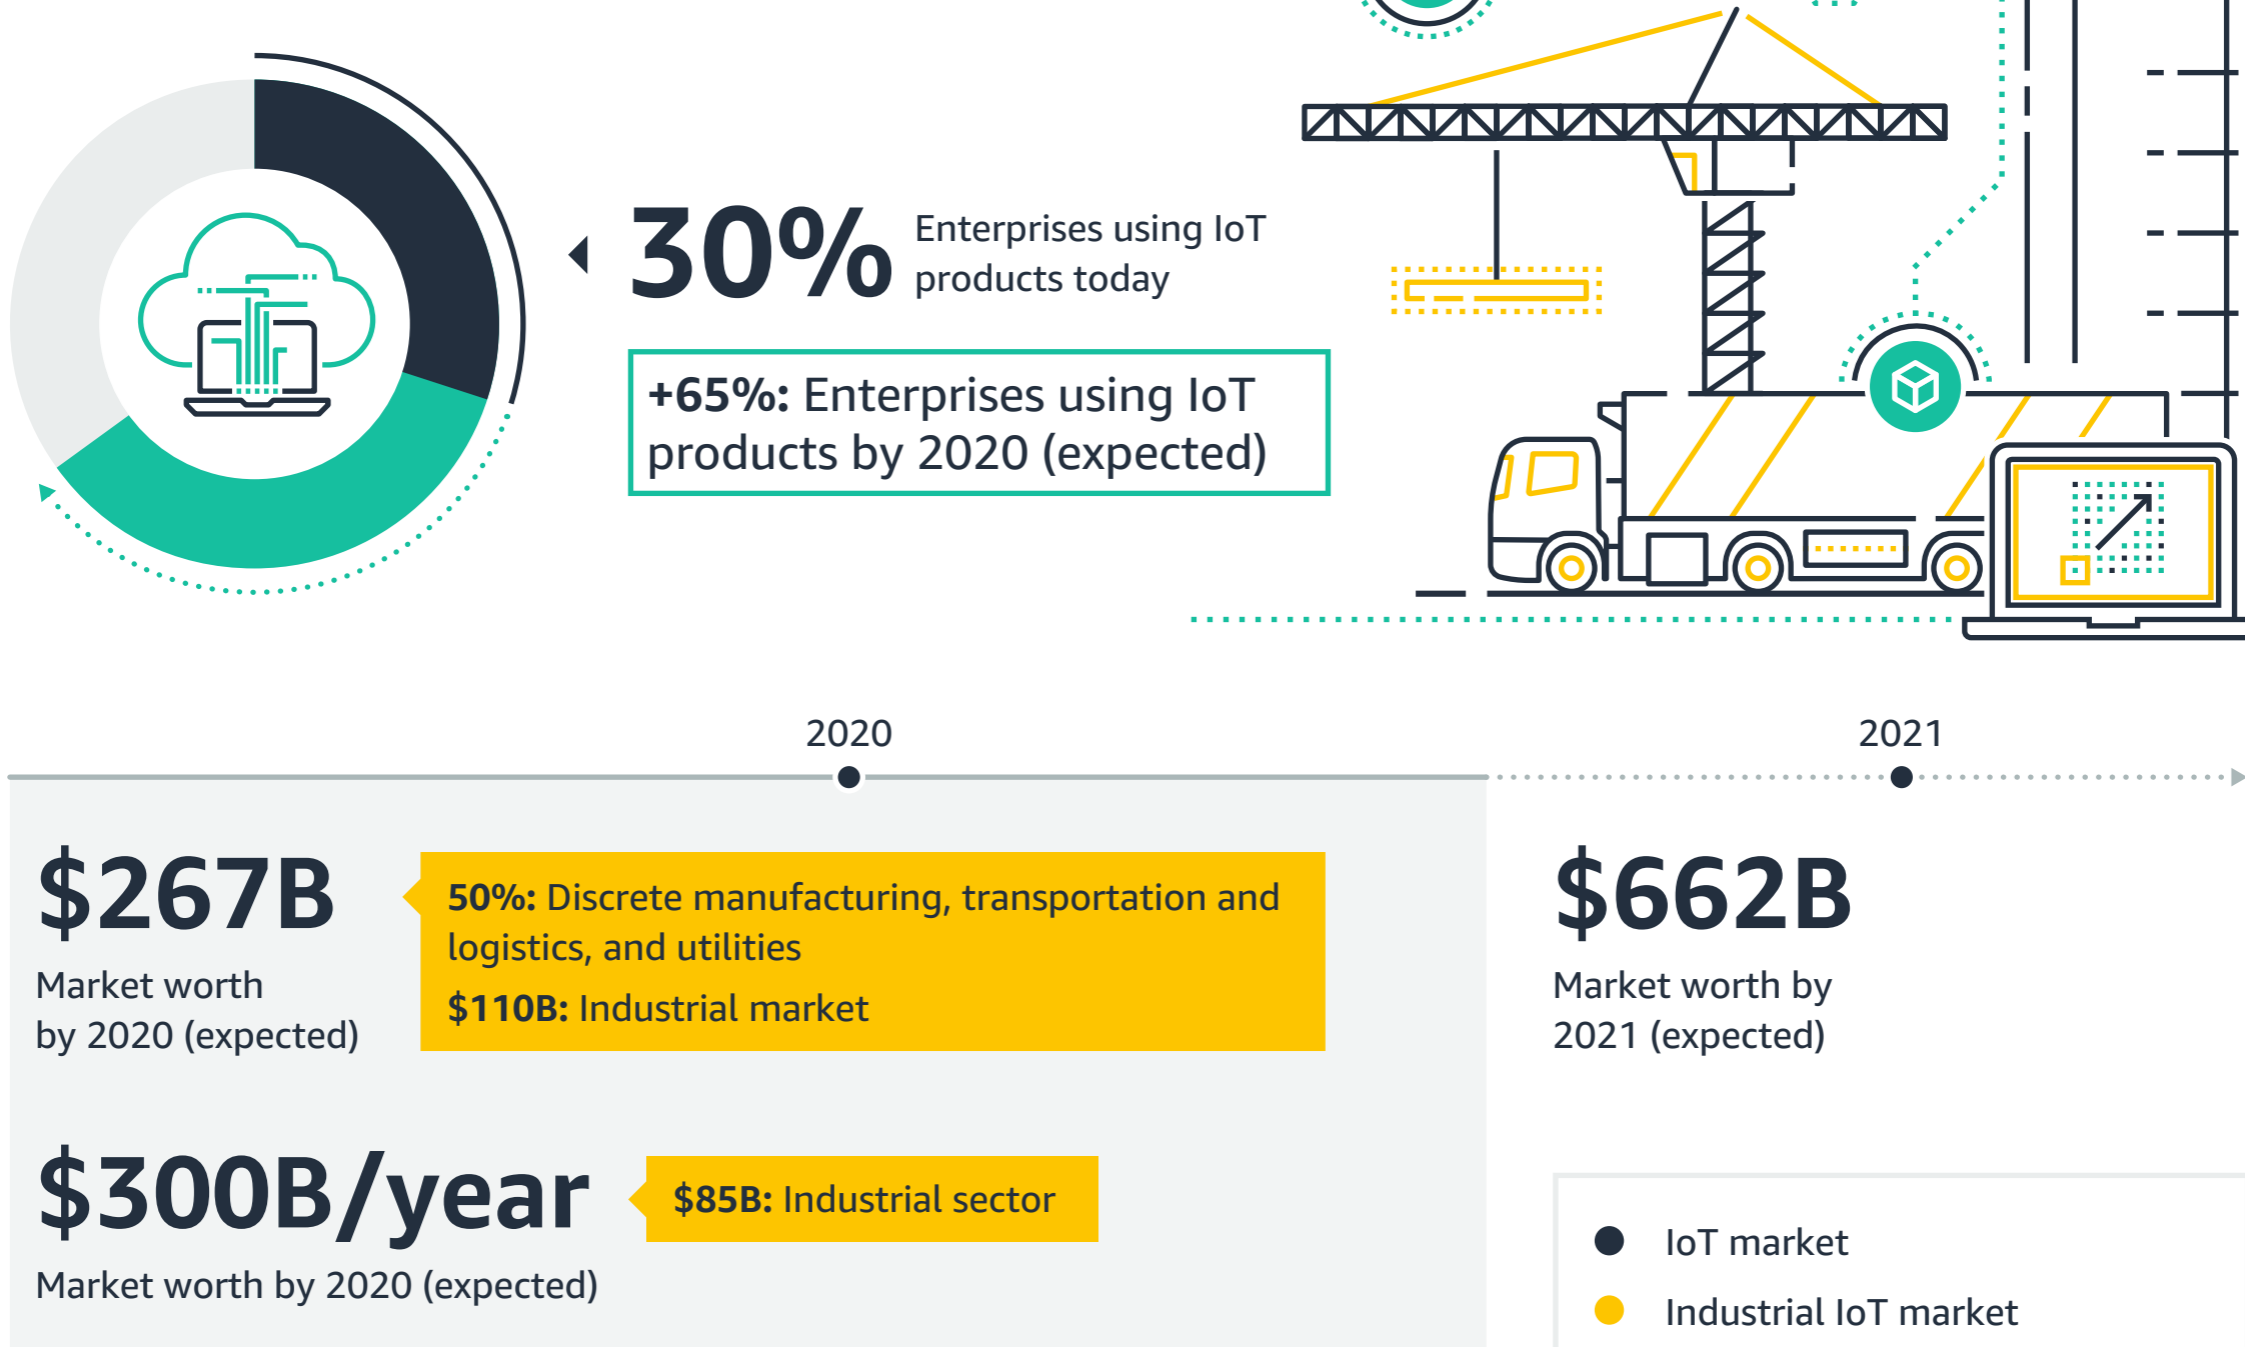 30%
Enterprises using IoT
products today
+65%: Enterprises using IoT
products by 2020 (expected)
2020
2021
$267B
Market worth
by 2020 (expected)
50%: Discrete manufacturing, transportation and
logistics, and utilities
$110B: Industrial market
$662B
Market worth by
2021 (expected)
$300B/year
Market worth by 2020 (expected)
$85B: Industrial sector
IoT market
Industrial IoT market